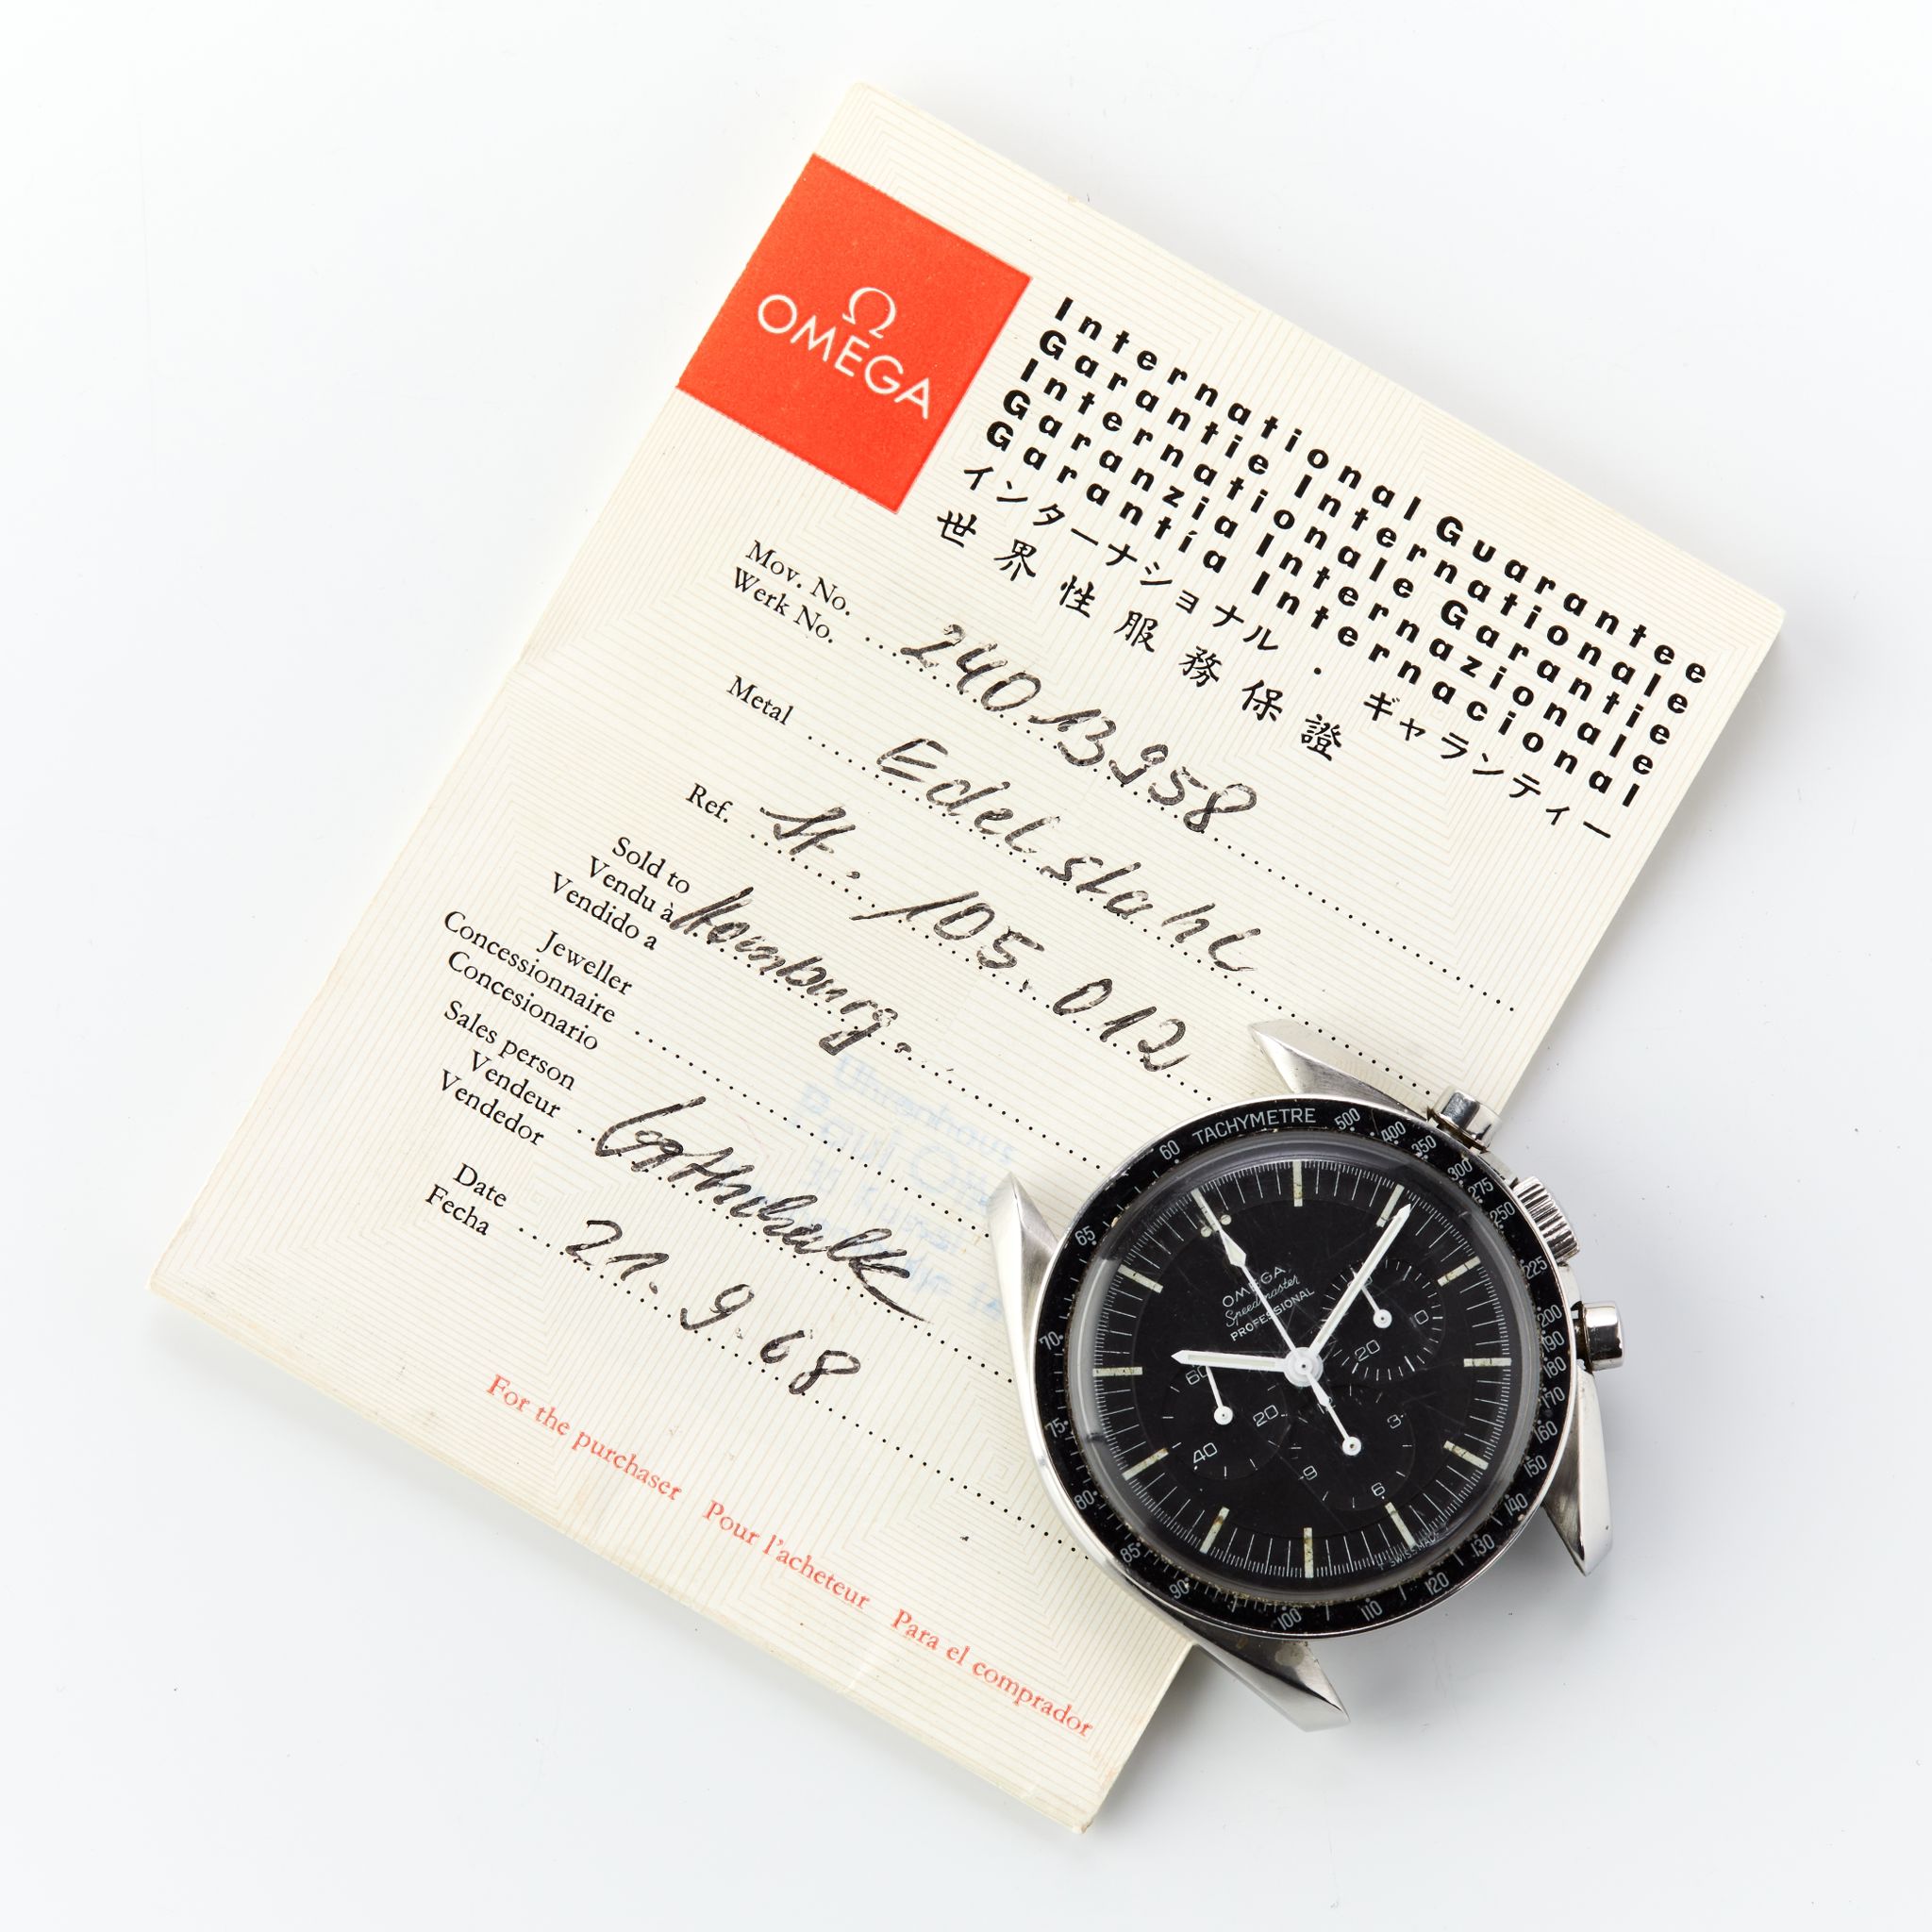 Ω
OMEGA
International Guarantee
Garantie Internationale
Internationale Garantie
Garanzia Internazionale
Garantía Internacional
インターナショナル・ギャランティー
世界性服務保證
Mov. No.
Werk No. 24013958
Metal Edelstahl
Ref. St. 105.012
Sold to
Vendu à
Vendido a
Jeweller
Concessionnaire
Concesionario
Sales person
Vendeur
Vendedor
Date
Fecha 21.9.68
For the purchaser Pour l'acheteur Para el comprador
60 TACHYMETRE 500 400 350 300 275 250 225 200 190 180 170 160 150 140 130 120 110 100 90 85 80 75 70 65
OMEGA
Speedmaster
PROFESSIONAL
20
60 20 40
12 3 6 9
SWISS MADE